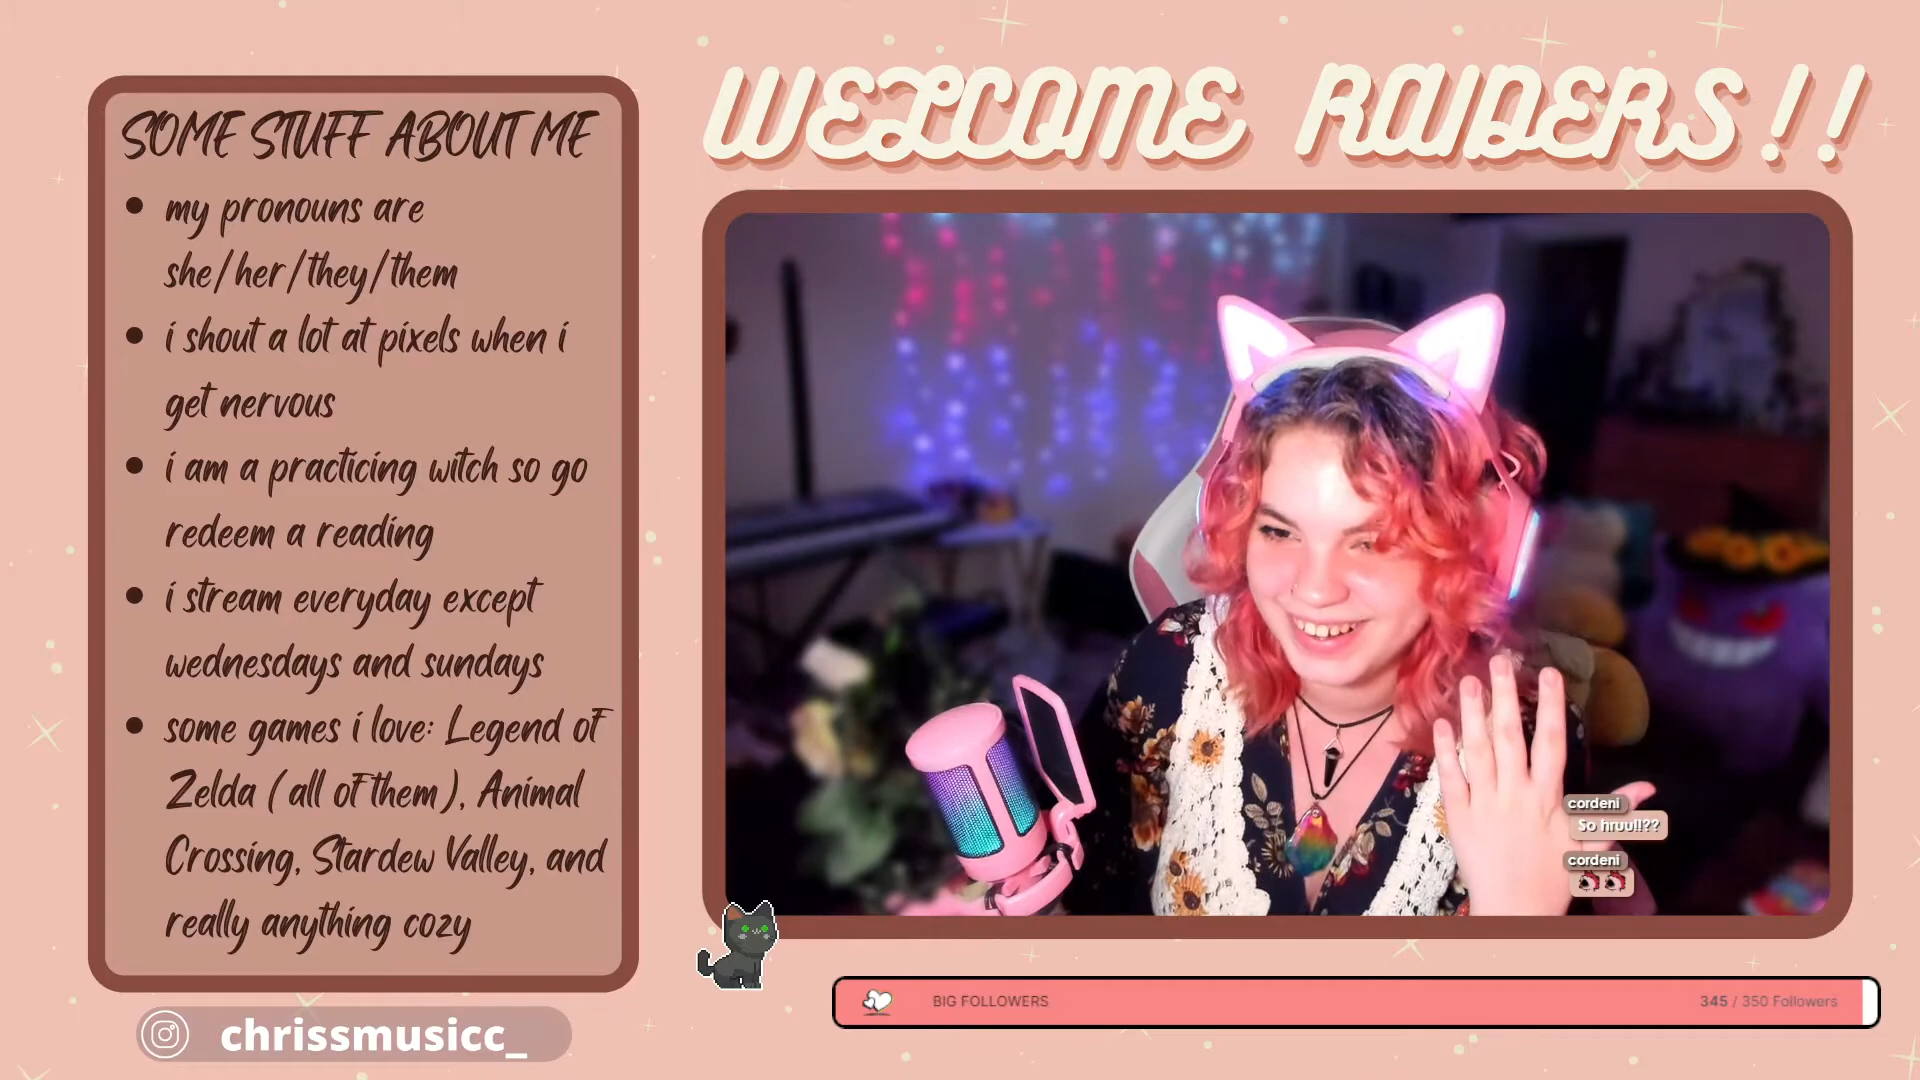 WELCOME RAIDERS!!
SOME STUFF ABOUT ME
• my pronouns are
she/her/they/them
• i shout a lot at pixels when i
get nervous
• i am a practicing witch so go
redeem a reading
• i stream everyday except
wednesdays and sundays
• some games i love: Legend of
Zelda (all of them), Animal
Crossing, Stardew Valley, and
really anything cozy
chrissmusicc_
cordeni
So hruu!!??
cordeni
BIG FOLLOWERS
345 / 350 Followers